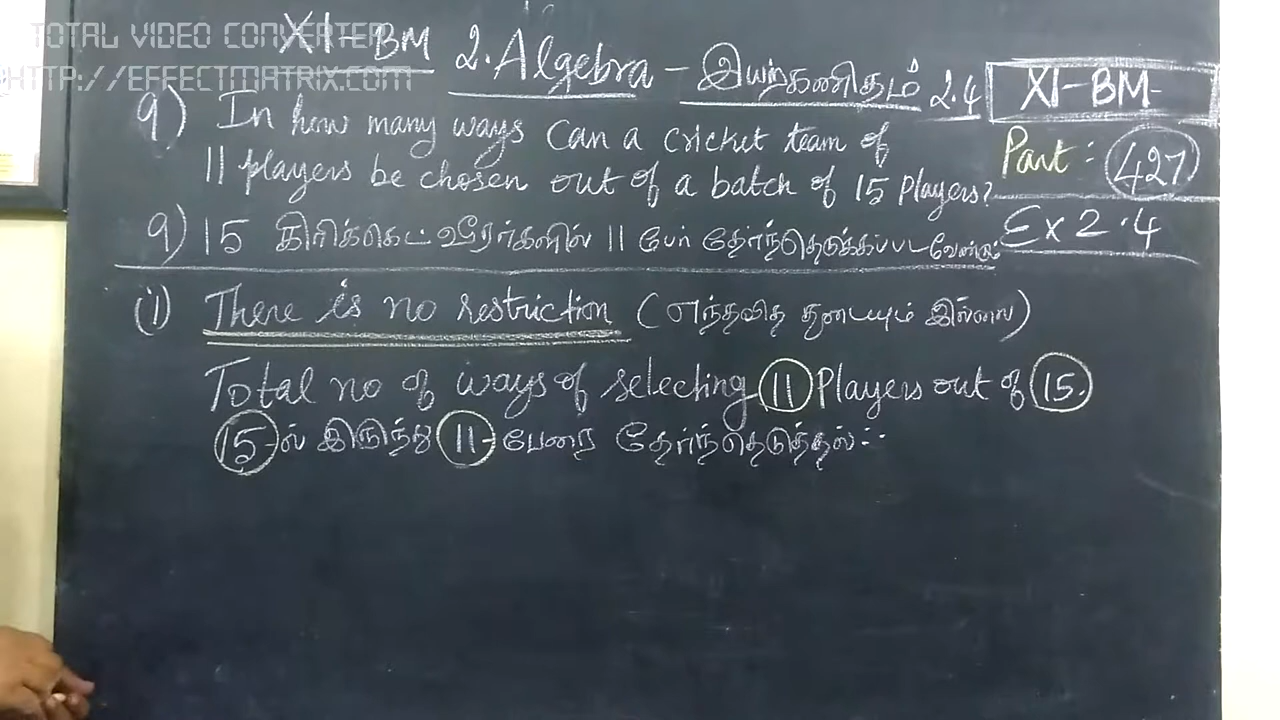 TOTAL VIDEO CONVERTER
HTTP://EFFECTMATRIX.COM
XI-BM 2.Algebra - இயற்கணிதம் 2.4
XI-BM-
Part: 427
Ex 2.4
9) In how many ways can a cricket team of
11 players be chosen out of a batch of 15 Players?
9) 15 கிரிக்கெட் வீரர்களில் 11 பேர் தேர்ந்தெடுக்கப்பட வேண்டும்
(i) There is no restriction (எந்தவித தடையும் இல்லை)
Total no of ways of selecting 11 Players out of 15.
15-ல் இருந்து 11-பேரை தேர்ந்தெடுத்தல்:-